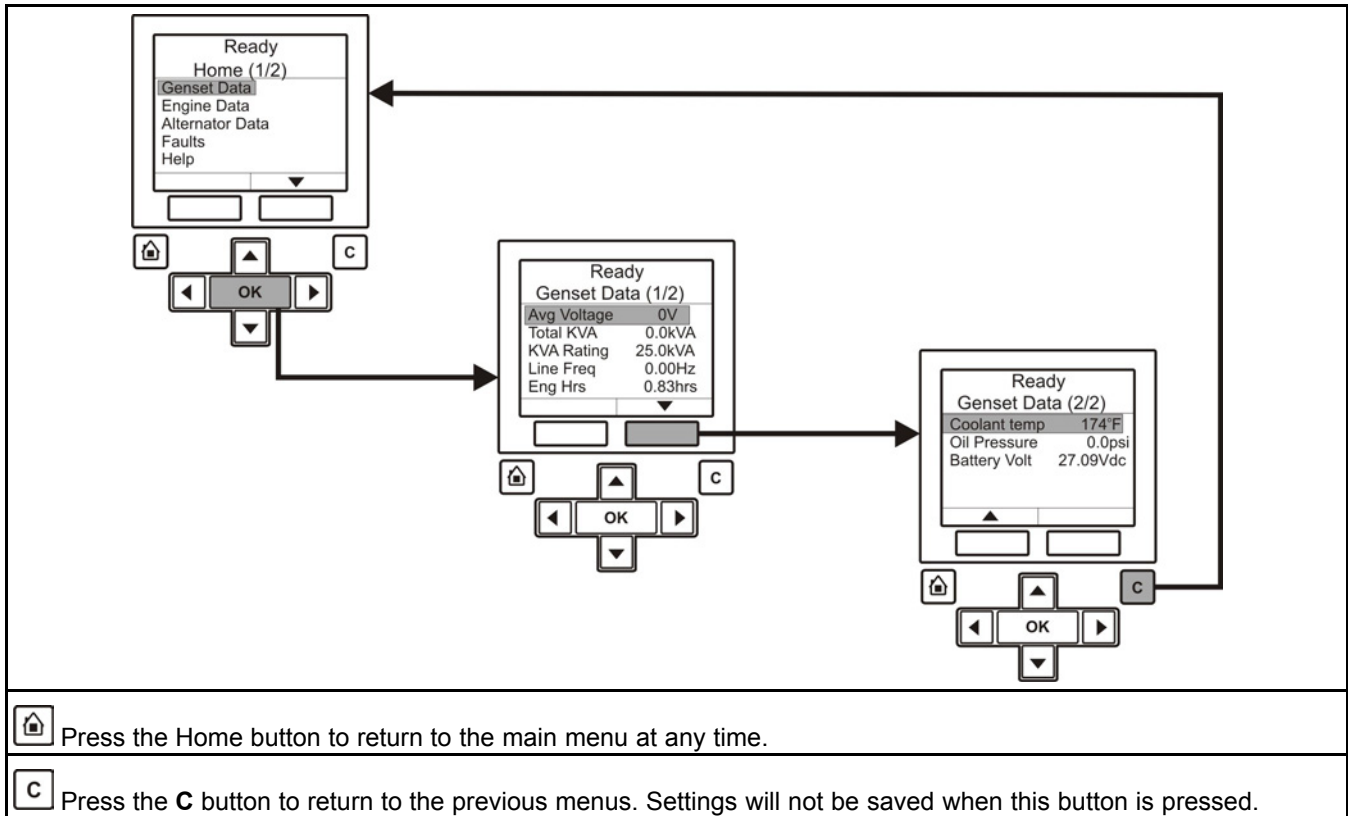 Ready
Home (1/2)
Genset Data
Engine Data
Alternator Data
Faults
Help
C
OK
Ready
Genset Data (1/2)
Avg Voltage 0V
Total KVA 0.0kVA
KVA Rating 25.0kVA
Line Freq 0.00Hz
Eng Hrs 0.83hrs
C
OK
Ready
Genset Data (2/2)
Coolant temp 174°F
Oil Pressure 0.0psi
Battery Volt 27.09Vdc
C
OK
Press the Home button to return to the main menu at any time.
C Press the C button to return to the previous menus. Settings will not be saved when this button is pressed.